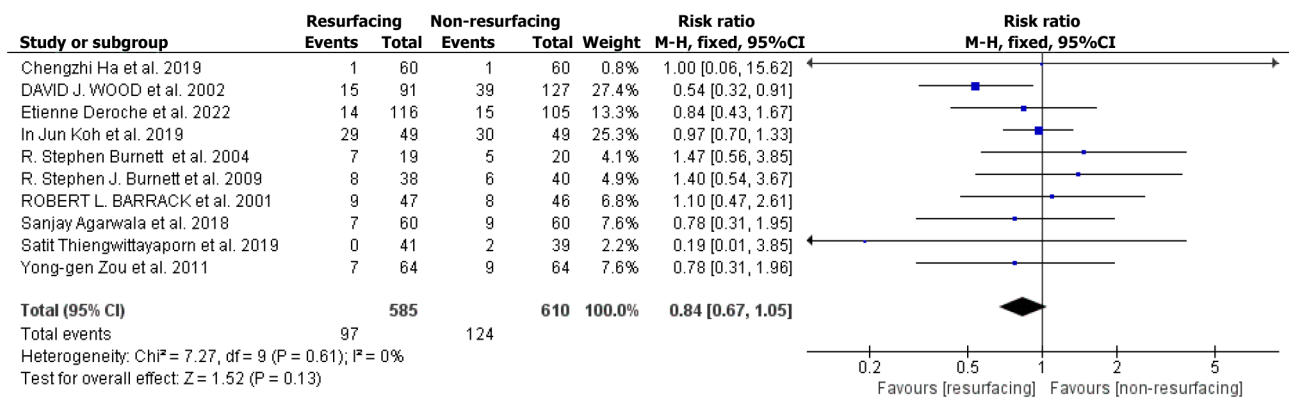 Resurfacing Non-resurfacing Risk ratio Risk ratio
Study or subgroup Events Total Events Total Weight M-H, fixed, 95%CI M-H, fixed, 95%CI
Chengzhi Ha et al. 2019 1 60 1 60 0.8% 1.00 [0.06, 15.62]
DAVID J. WOOD et al. 2002 15 91 39 127 27.4% 0.54 [0.32, 0.91]
Etienne Deroche et al. 2022 14 116 15 105 13.3% 0.84 [0.43, 1.67]
In Jun Koh et al. 2019 29 49 30 49 25.3% 0.97 [0.70, 1.33]
R. Stephen Burnett et al. 2004 7 19 5 20 4.1% 1.47 [0.56, 3.85]
R. Stephen J. Burnett et al. 2009 8 38 6 40 4.9% 1.40 [0.54, 3.67]
ROBERT L. BARRACK et al. 2001 9 47 8 46 6.8% 1.10 [0.47, 2.61]
Sanjay Agarwala et al. 2018 7 60 9 60 7.6% 0.78 [0.31, 1.95]
Satit Thiengwittayaporn et al. 2019 0 41 2 39 2.2% 0.19 [0.01, 3.85]
Yong-gen Zou et al. 2011 7 64 9 64 7.6% 0.78 [0.31, 1.96]
Total (95% CI) 585 610 100.0% 0.84 [0.67, 1.05]
Total events 97 124
Heterogeneity: Chi² = 7.27, df = 9 (P = 0.61); I² = 0%
Test for overall effect: Z = 1.52 (P = 0.13)
0.2 0.5 1 2 5
Favours [resurfacing] Favours [non-resurfacing]